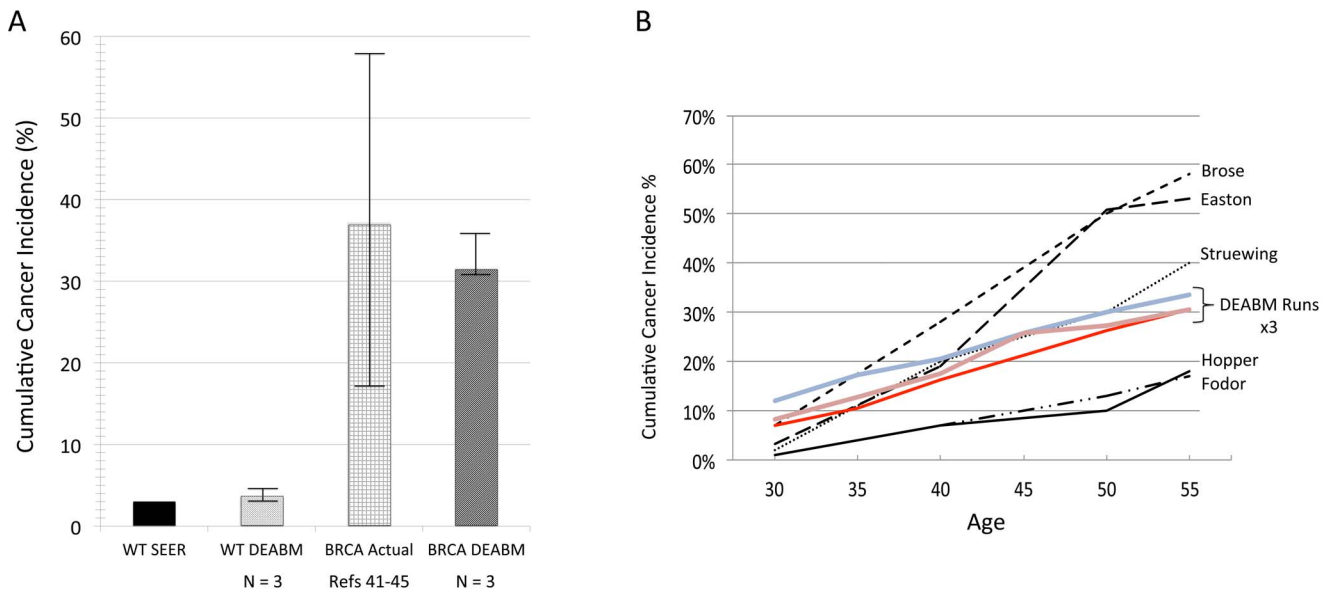 A
Cumulative Cancer Incidence (%)
60
50
40
30
20
10
0
WT SEER
WT DEABM
N = 3
BRCA Actual
Refs 41-45
BRCA DEABM
N = 3
B
Cumulative Cancer Incidence %
70%
60%
50%
40%
30%
20%
10%
0%
30 35 40 45 50 55
Age
Brose
Easton
Struewing
DEABM Runs
x3
Hopper
Fodor